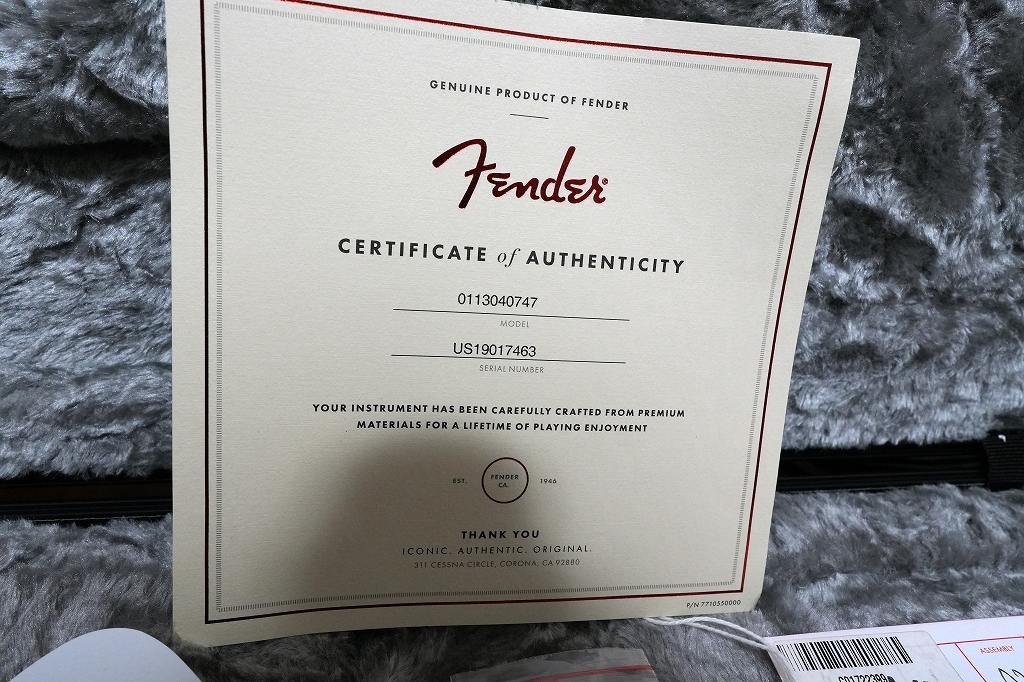 GENUINE PRODUCT OF FENDER
Fender®
CERTIFICATE of AUTHENTICITY
0113040747
MODEL
US19017463
SERIAL NUMBER
YOUR INSTRUMENT HAS BEEN CAREFULLY CRAFTED FROM PREMIUM
MATERIALS FOR A LIFETIME OF PLAYING ENJOYMENT
EST.
FENDER
CA.
1946
THANK YOU
ICONIC. AUTHENTIC. ORIGINAL.
311 CESSNA CIRCLE, CORONA, CA 92880
P/N 7710550000
ASSEMBLY